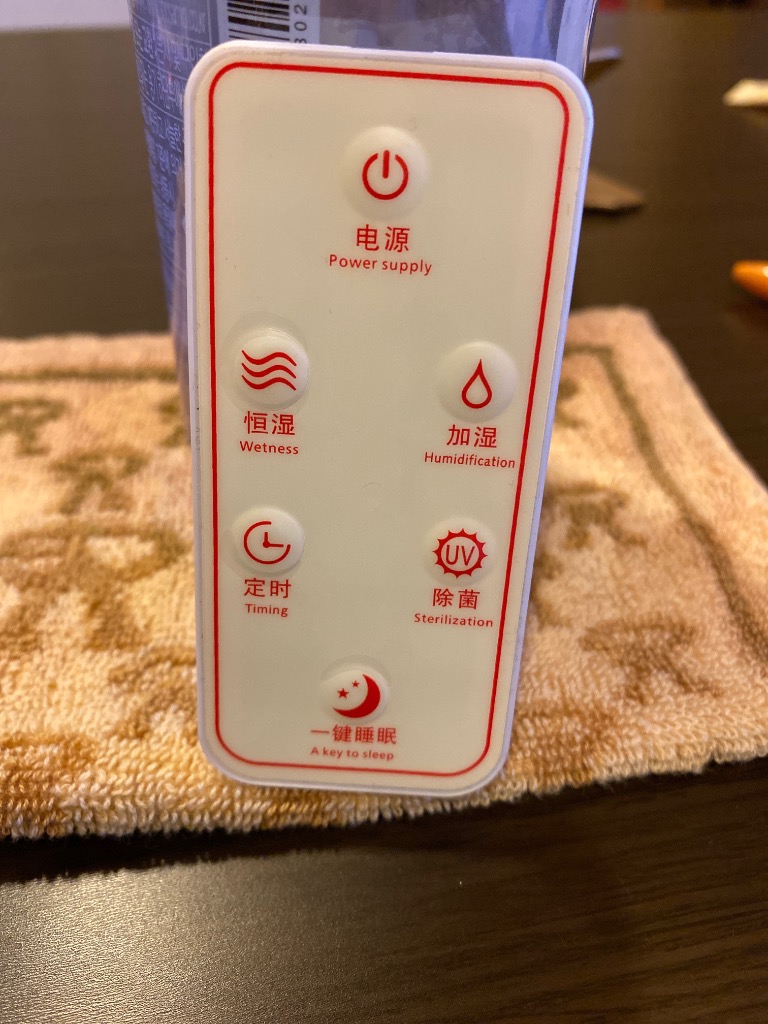 电源
Power supply
恒湿
Wetness
加湿
Humidification
定时
Timing
UV
除菌
Sterilization
一键睡眠
A key to sleep